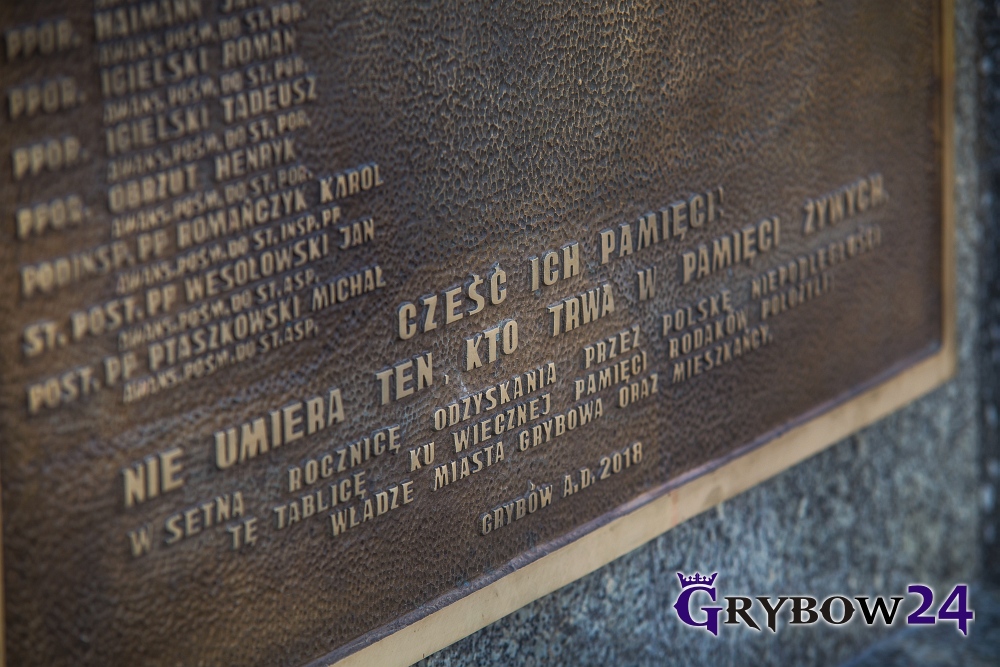 PPOR. HAJMANN
AWANS.POŚM.DO ST.POR.
PPOR. IGIELSKI ROMAN
AWANS.POŚM.DO ST.POR.
PPOR. IGIELSKI TADEUSZ
AWANS.POŚM.DO ST.POR.
PPOR. OBRZUT HENRYK
AWANS.POŚM.DO ST.POR.
PODINSP. PP ROMAŃCZYK KAROL
AWANS.POŚM.DO ST.INSP.PP
ST. POST. PP WESOŁOWSKI JAN
AWANS.POŚM.DO ST.ASP.
POST. PP PTASZKOWSKI MICHAŁ
AWANS.POŚM.DO ST.ASP.
CZEŚĆ ICH PAMIĘCI!
NIE UMIERA TEN, KTO TRWA W PAMIĘCI ŻYWYCH.
W SETNĄ ROCZNICĘ ODZYSKANIA PRZEZ POLSKĘ NIEPODLEGŁOŚCI
TĘ TABLICĘ KU WIECZNEJ PAMIĘCI RODAKÓW POŁOŻYLI
WŁADZE MIASTA GRYBOWA ORAZ MIESZKAŃCY.
GRYBÓW A.D. 2018
GRYBOW24